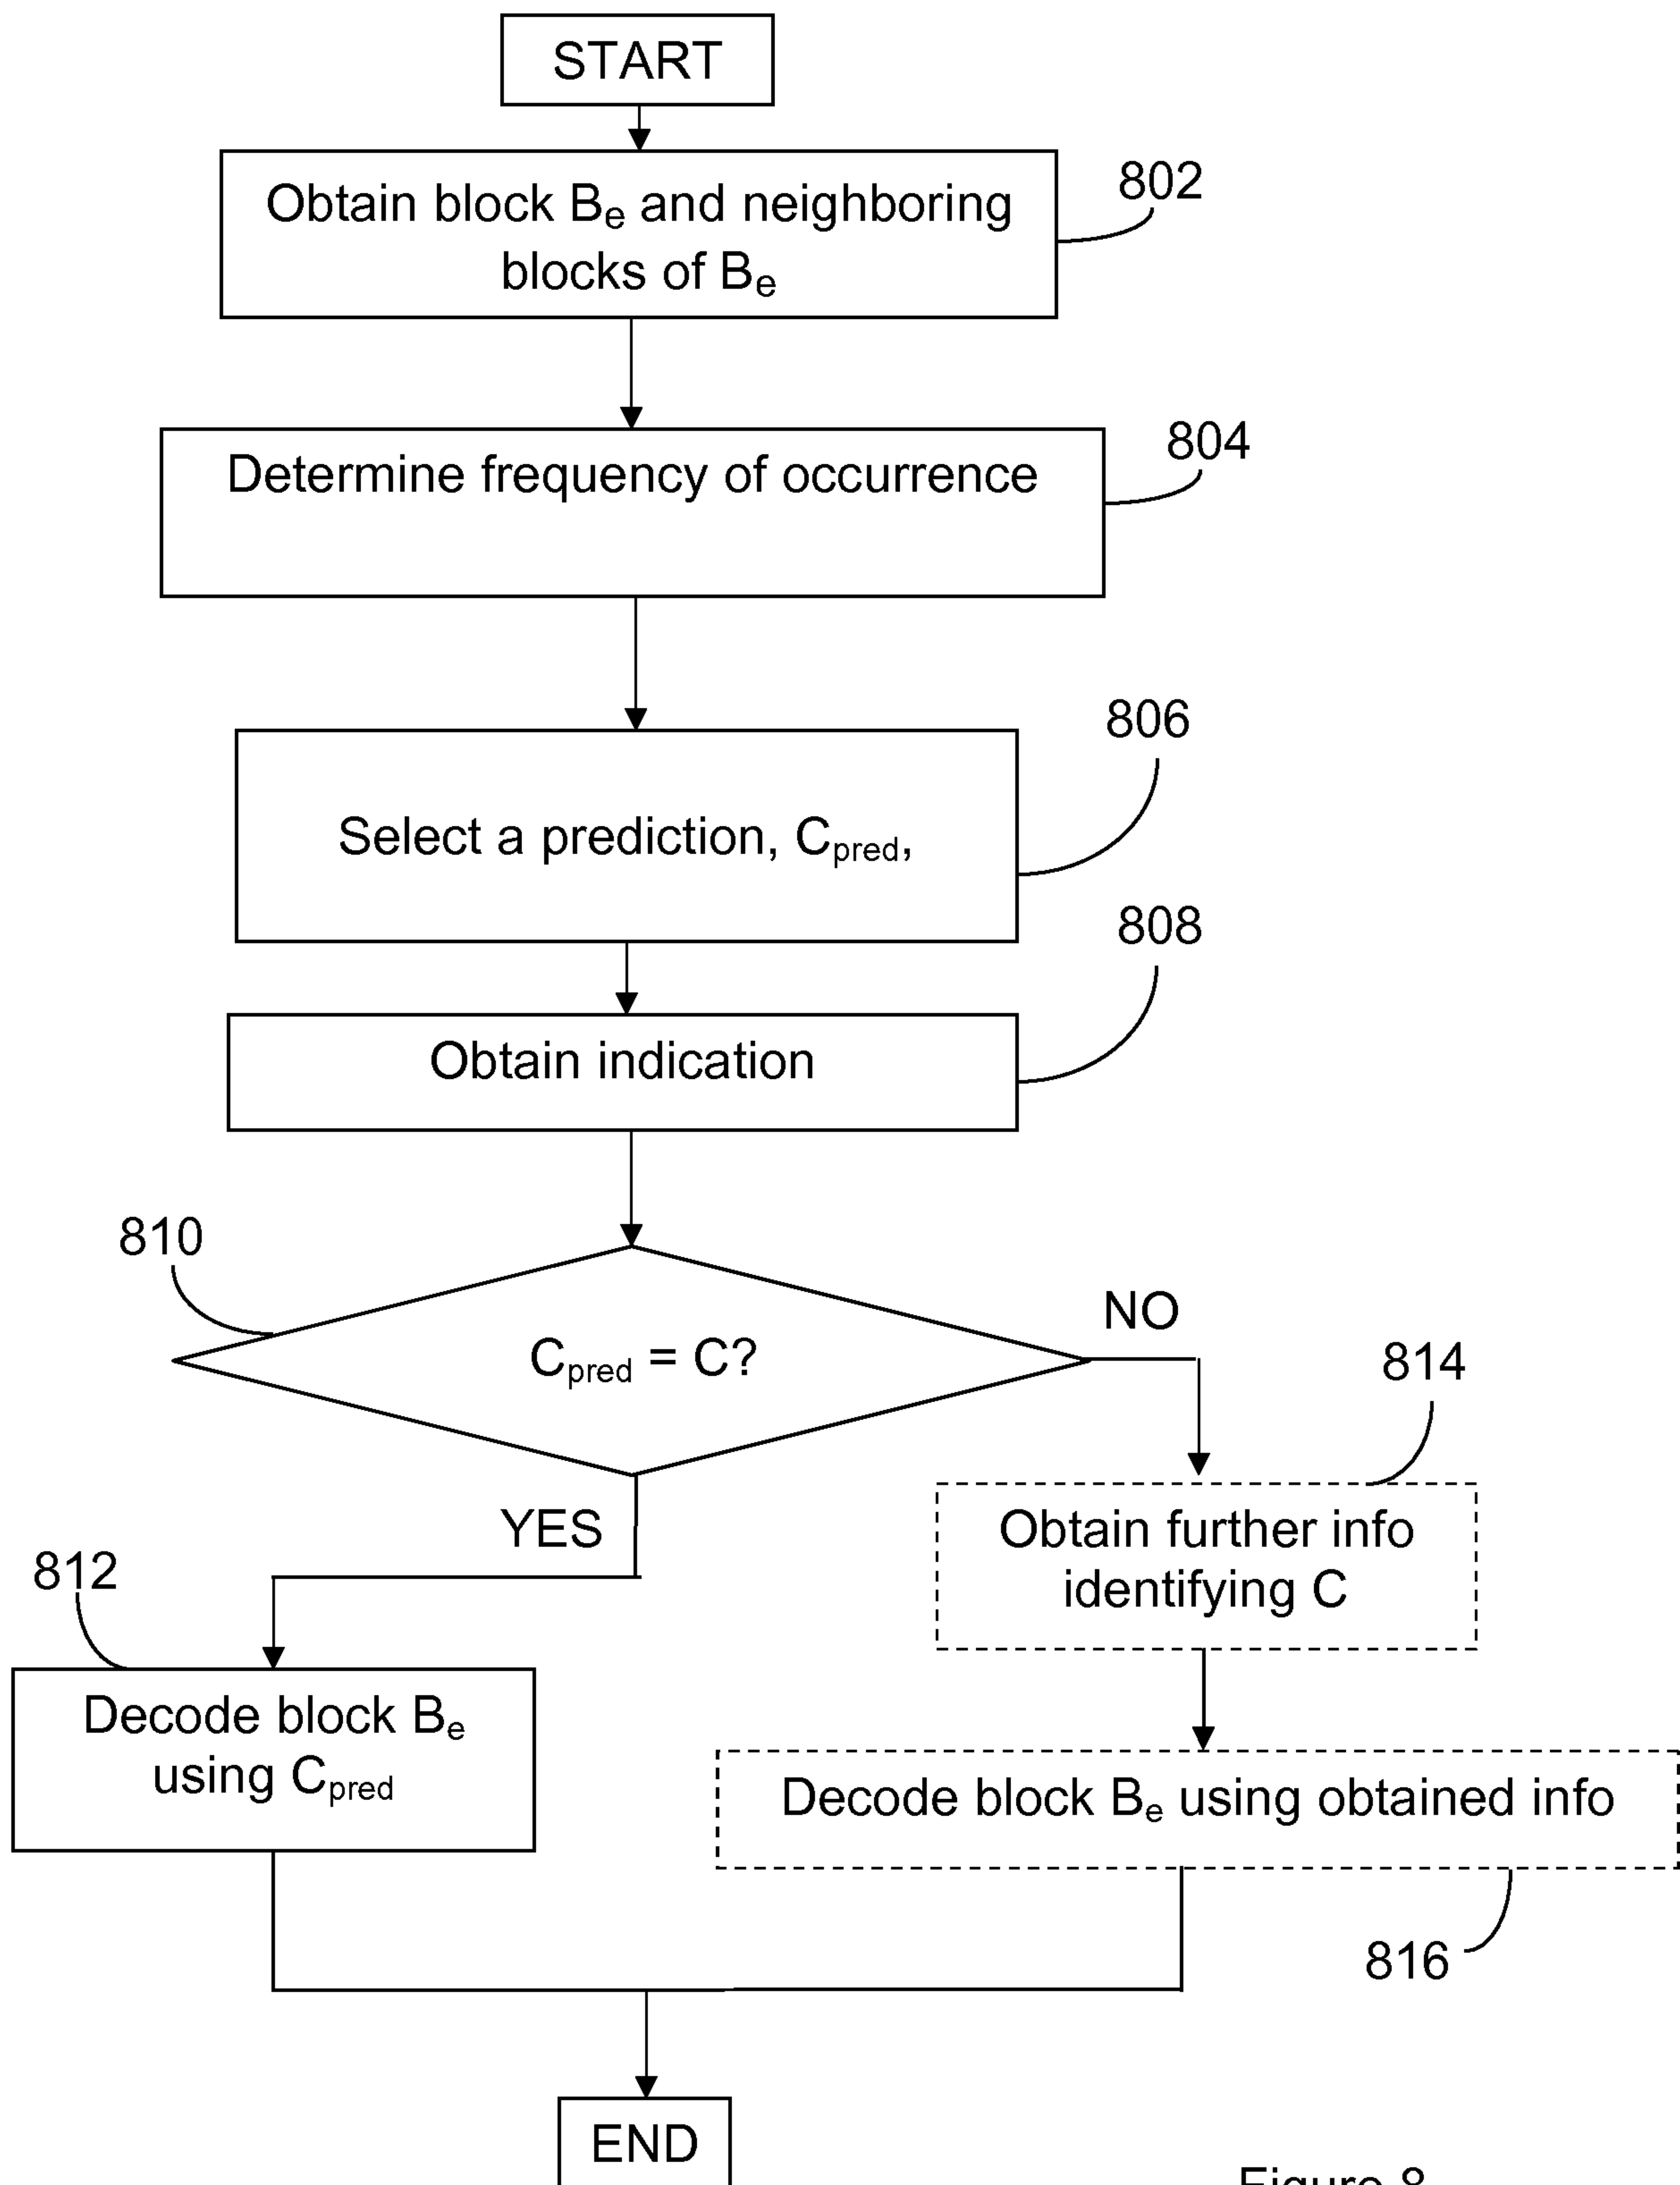 START
Obtain block Be and neighboring
blocks of Be
802
Determine frequency of occurrence
804
806
Select a prediction, Cpred,
808
Obtain indication
810
Cpred = C?
NO
814
YES
Obtain further info
identifying C
812
Decode block Be
using Cpred
Decode block Be using obtained info
816
END
Figure 8